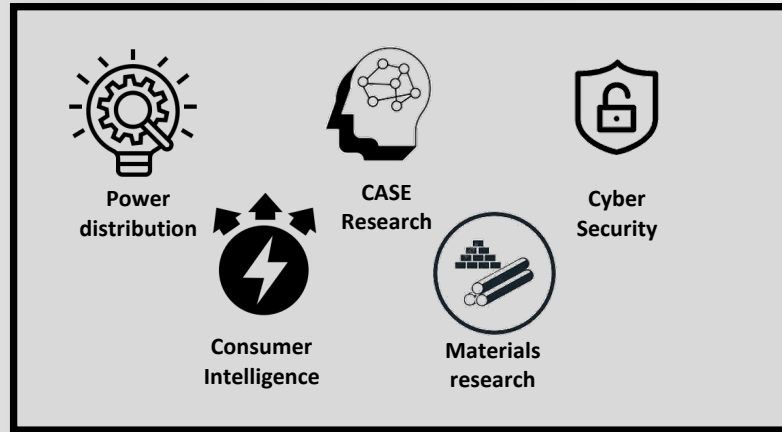 Power
distribution
CASE
Research
Cyber
Security
Consumer
Intelligence
Materials
research